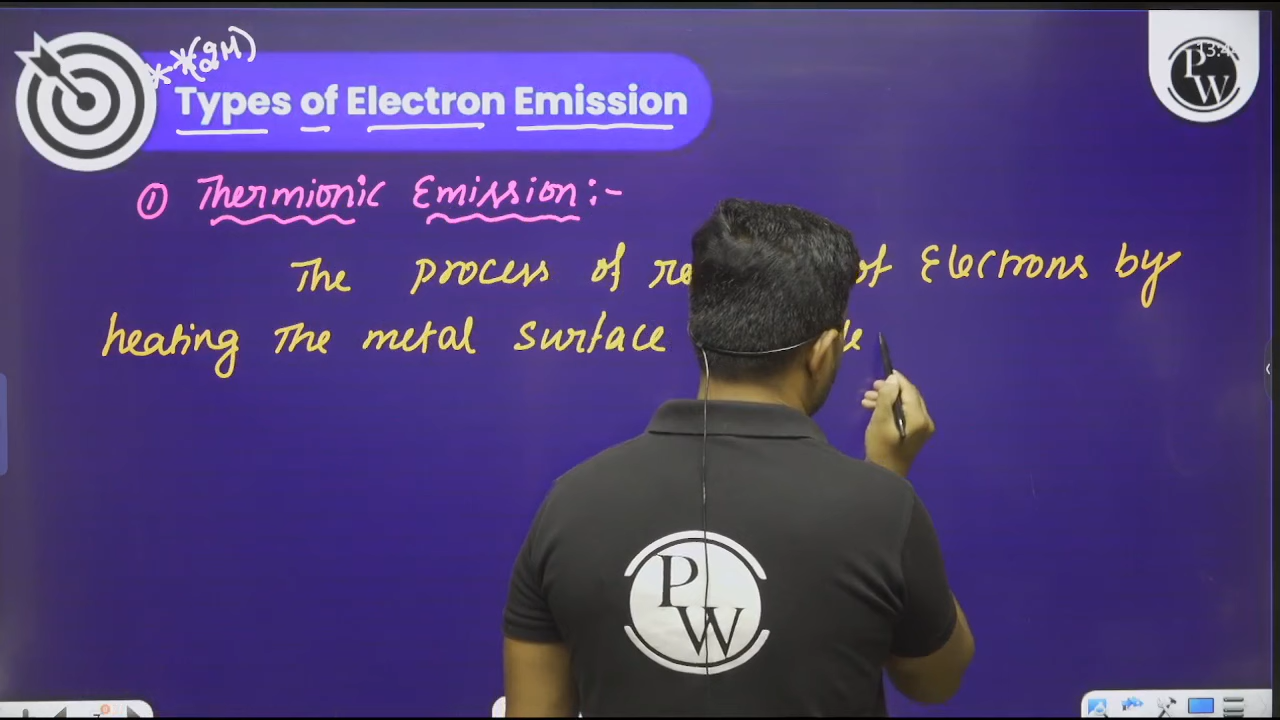 **(2M)
Types of Electron Emission
① Thermionic Emission:-
The process of of Electrons by
heating the metal surface
PW
PW